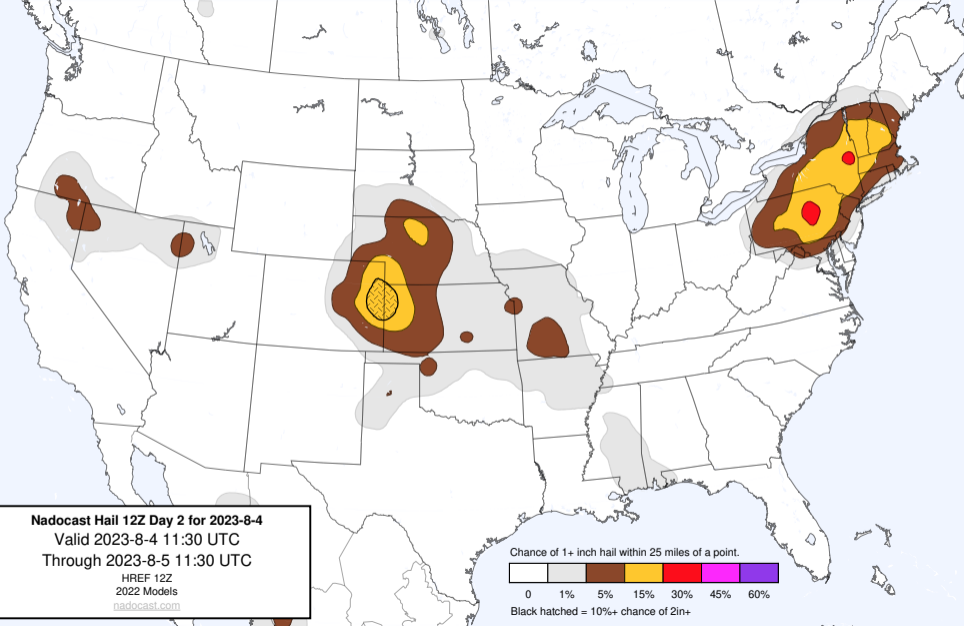 Nadocast Hail 12Z Day 2 for 2023-8-4
Valid 2023-8-4 11:30 UTC
Through 2023-8-5 11:30 UTC
HREF 12Z
2022 Models
nadocast.com
Chance of 1+ inch hail within 25 miles of a point.
0 1% 5% 15% 30% 45% 60%
Black hatched = 10%+ chance of 2in+